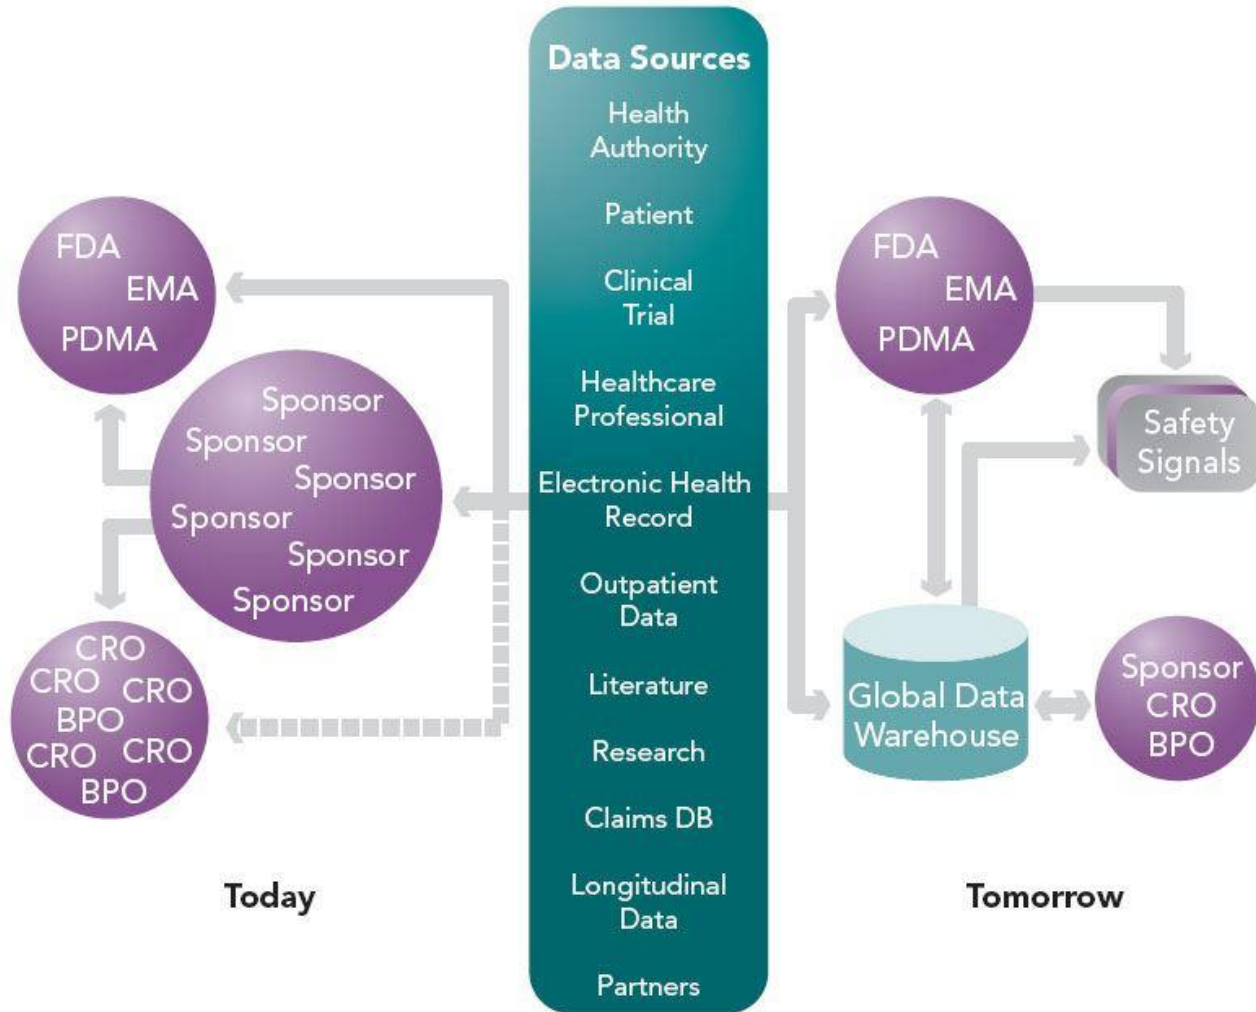 Data Sources
Health
Authority
Patient
Clinical
Trial
Healthcare
Professional
Electronic Health
Record
Outpatient
Data
Literature
Research
Claims DB
Longitudinal
Data
Partners
FDA
EMA
PDMA
Sponsor
Sponsor
Sponsor
Sponsor
Sponsor
Sponsor
CRO
CRO
CRO
BPO
CRO
CRO
BPO
Today
FDA
EMA
PDMA
Safety
Signals
Global Data
Warehouse
Sponsor
CRO
BPO
Tomorrow